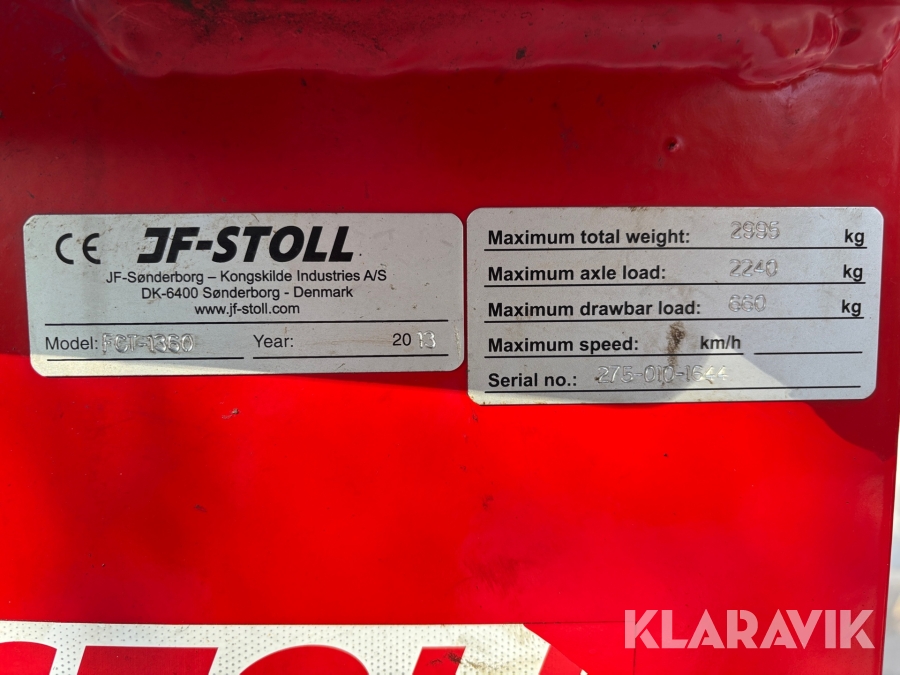 CE JF-STOLL
JF-Sønderborg – Kongskilde Industries A/S
DK-6400 Sønderborg - Denmark
www.jf-stoll.com
Model: FCT-1360 Year: 2013
Maximum total weight: 2995 kg
Maximum axle load: 2240 kg
Maximum drawbar load: 660 kg
Maximum speed: km/h
Serial no.: 275-010-1644
KLARAVIK